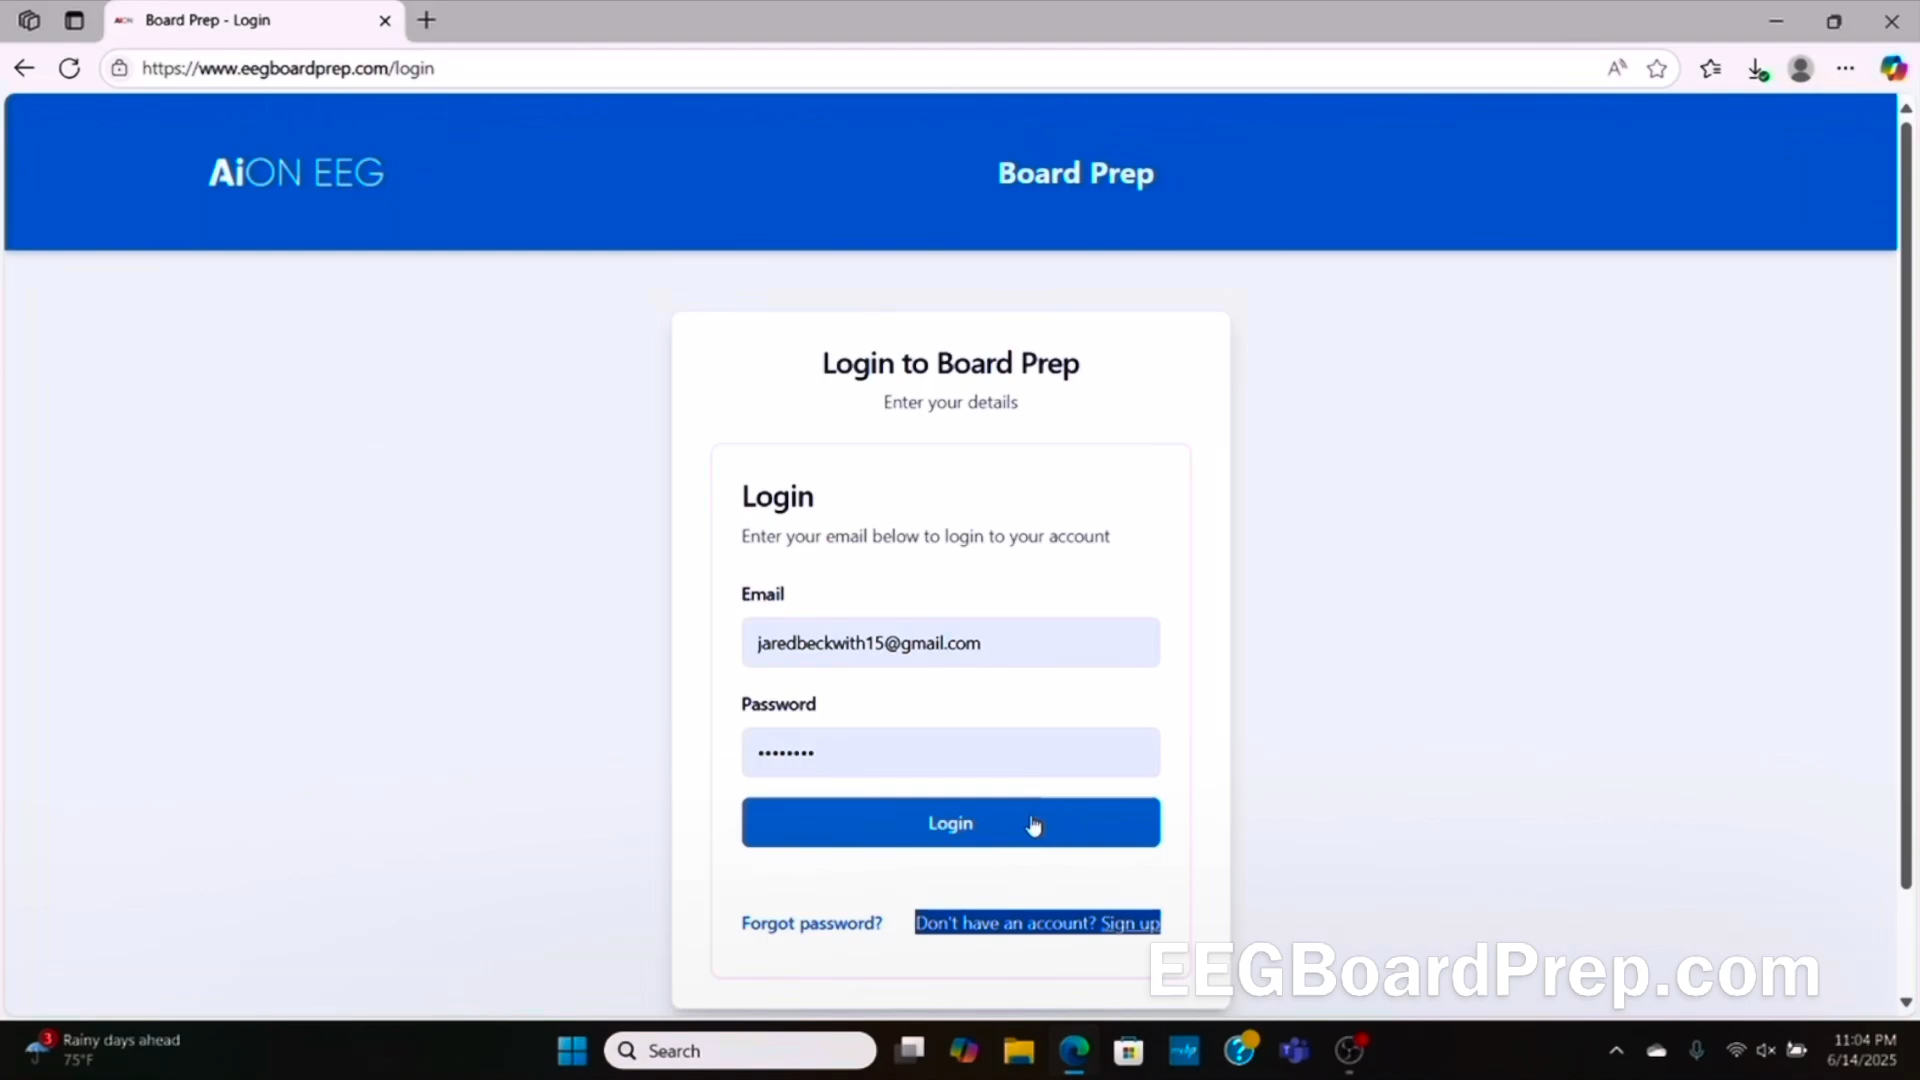 Board Prep - Login
https://www.eegboardprep.com/login
AiON EEG
Board Prep
Login to Board Prep
Enter your details
Login
Enter your email below to login to your account
Email
jaredbeckwith15@gmail.com
Password
••••••••
Login
Forgot password?
Don't have an account? Sign up
EEGBoardPrep.com
3
Rainy days ahead
75°F
Search
11:04 PM
6/14/2025